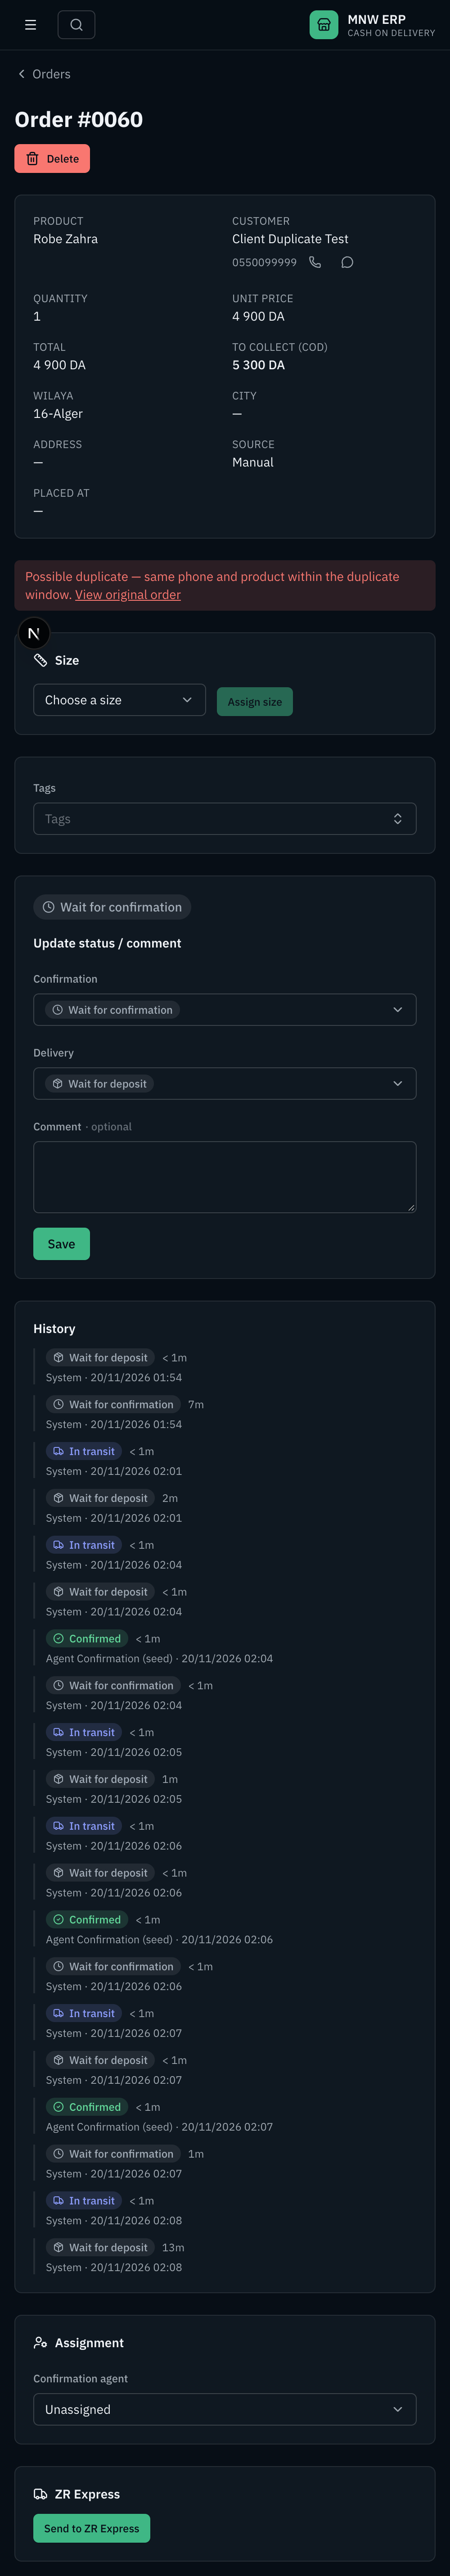 MNW ERP
CASH ON DELIVERY
Orders
Order #0060
Delete
PRODUCT
Robe Zahra
CUSTOMER
Client Duplicate Test
0550099999
QUANTITY
1
UNIT PRICE
4 900 DA
TOTAL
4 900 DA
TO COLLECT (COD)
5 300 DA
WILAYA
16-Alger
CITY
—
ADDRESS
—
SOURCE
Manual
PLACED AT
—
Possible duplicate — same phone and product within the duplicate
window. View original order
N
Size
Choose a size
Assign size
Tags
Tags
Wait for confirmation
Update status / comment
Confirmation
Wait for confirmation
Delivery
Wait for deposit
Comment · optional
Save
History
Wait for deposit < 1m
System · 20/11/2026 01:54
Wait for confirmation 7m
System · 20/11/2026 01:54
In transit < 1m
System · 20/11/2026 02:01
Wait for deposit 2m
System · 20/11/2026 02:01
In transit < 1m
System · 20/11/2026 02:04
Wait for deposit < 1m
System · 20/11/2026 02:04
Confirmed < 1m
Agent Confirmation (seed) · 20/11/2026 02:04
Wait for confirmation < 1m
System · 20/11/2026 02:04
In transit < 1m
System · 20/11/2026 02:05
Wait for deposit 1m
System · 20/11/2026 02:05
In transit < 1m
System · 20/11/2026 02:06
Wait for deposit < 1m
System · 20/11/2026 02:06
Confirmed < 1m
Agent Confirmation (seed) · 20/11/2026 02:06
Wait for confirmation < 1m
System · 20/11/2026 02:06
In transit < 1m
System · 20/11/2026 02:07
Wait for deposit < 1m
System · 20/11/2026 02:07
Confirmed < 1m
Agent Confirmation (seed) · 20/11/2026 02:07
Wait for confirmation 1m
System · 20/11/2026 02:07
In transit < 1m
System · 20/11/2026 02:08
Wait for deposit 13m
System · 20/11/2026 02:08
Assignment
Confirmation agent
Unassigned
ZR Express
Send to ZR Express